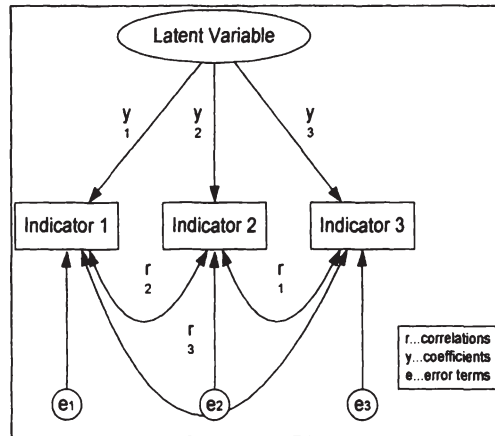 Latent Variable
y
1
y
2
y
3
Indicator 1
Indicator 2
Indicator 3
r
2
r
1
r
3
r...correlations
y...coefficients
e...error terms
e1
e2
e3